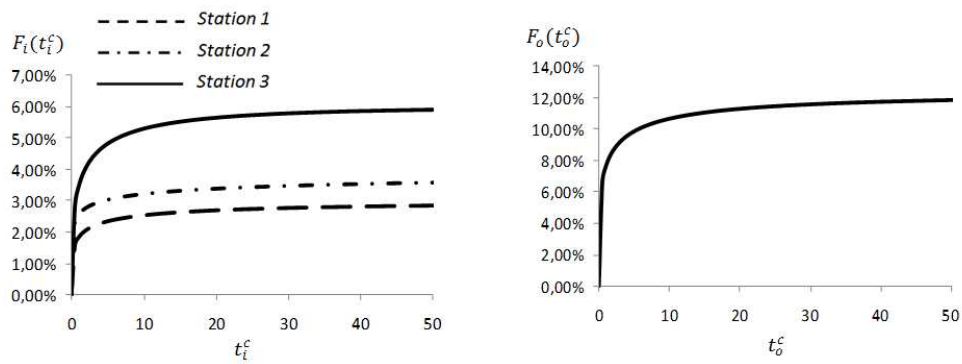 Station 1
Station 2
Station 3
F_i(t_i^c)
7,00%
6,00%
5,00%
4,00%
3,00%
2,00%
1,00%
0,00%
0 10 20 30 40 50
t_i^c
F_o(t_o^c)
14,00%
12,00%
10,00%
8,00%
6,00%
4,00%
2,00%
0,00%
0 10 20 30 40 50
t_o^c